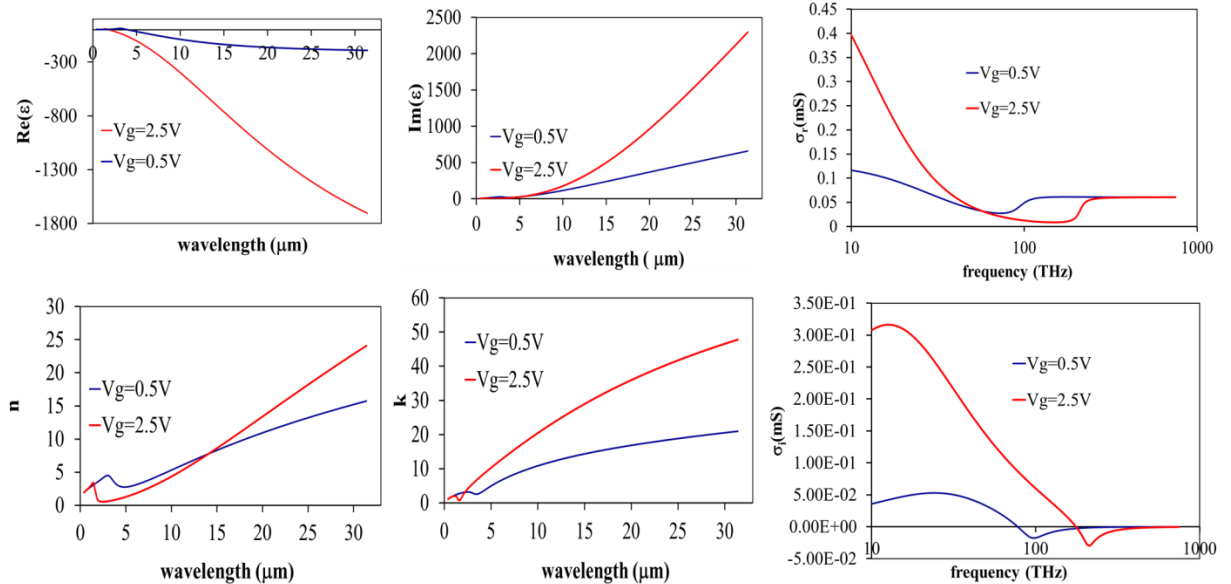 Re(ε)
0 5 10 15 20 25 30
-300
-800
-1300
-1800
Vg=2.5V
Vg=0.5V
wavelength (μm)
Im(ε)
2500
2000
1500
1000
500
0
0 5 10 15 20 25 30
Vg=0.5V
Vg=2.5V
wavelength ( μm)
σr(mS)
0.45
0.4
0.35
0.3
0.25
0.2
0.15
0.1
0.05
0
10 100 1000
Vg=0.5V
Vg=2.5V
frequency (THz)
n
30
25
20
15
10
5
0
0 5 10 15 20 25 30
Vg=0.5V
Vg=2.5V
wavelength (μm)
k
60
50
40
30
20
10
0
0 5 10 15 20 25 30
Vg=0.5V
Vg=2.5V
wavelength (μm)
σi(mS)
3.50E-01
3.00E-01
2.50E-01
2.00E-01
1.50E-01
1.00E-01
5.00E-02
0.00E+00
-5.00E-02
10 100 1000
Vg=0.5V
Vg=2.5V
frequency (THz)